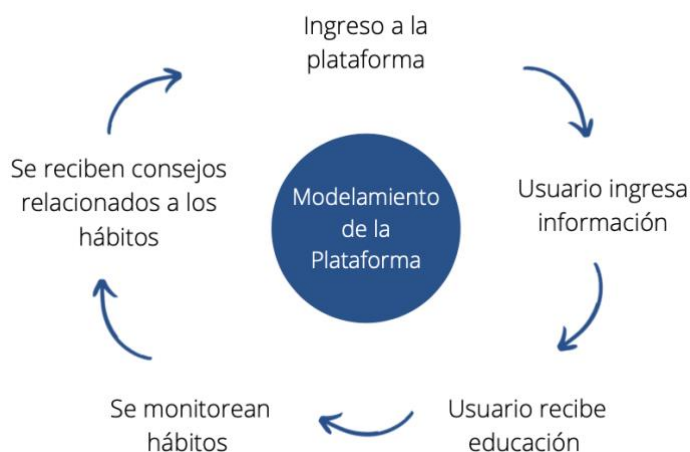 Ingreso a la
plataforma
Usuario ingresa
información
Usuario recibe
educación
Se monitorean
hábitos
Se reciben consejos
relacionados a los
hábitos
Modelamiento
de la
Plataforma